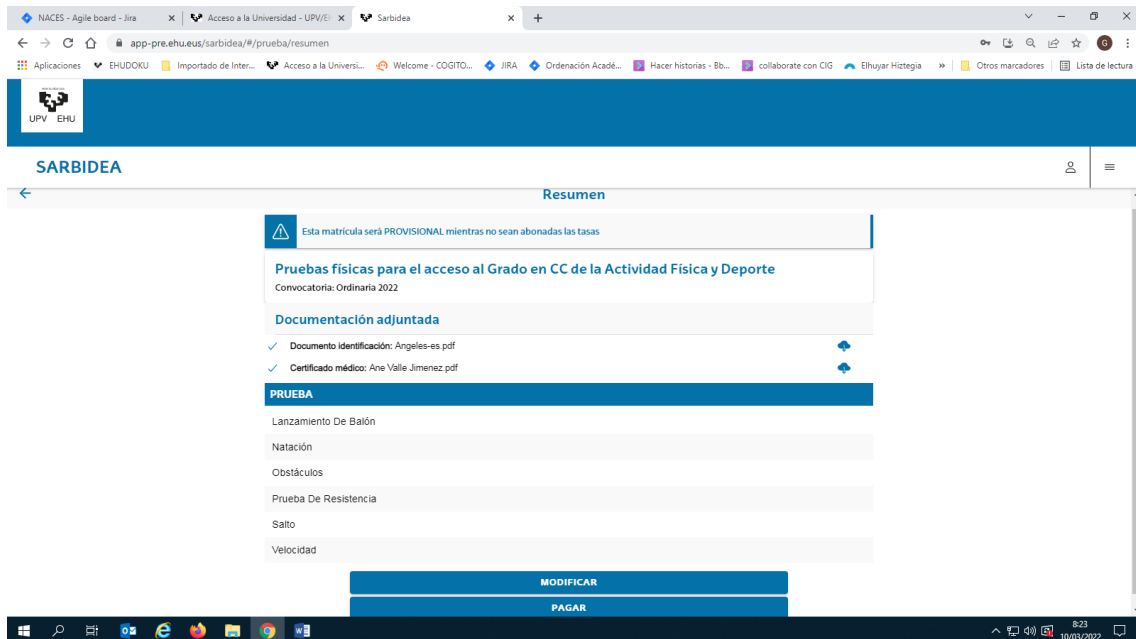 NACES - Agile board - Jira
Acceso a la Universidad - UPV/EH
Sarbidea
app-pre.ehu.eus/sarbidea/#/prueba/resumen
G
Aplicaciones
EHUDOKU
Importado de Inter...
Acceso a la Universi...
Welcome - COGITO...
JIRA
Ordenación Acadé...
Hacer historias - Bb...
collaborate con CIG
Elhuyar Hiztegia
»
Otros marcadores
Lista de lectura
UPV EHU
SARBIDEA
Resumen
Esta matrícula será PROVISIONAL mientras no sean abonadas las tasas
Pruebas físicas para el acceso al Grado en CC de la Actividad Física y Deporte
Convocatoria: Ordinaria 2022
Documentación adjuntada
Documento identificación: Angeles-es.pdf
Certificado médico: Ane Valle Jimenez.pdf
PRUEBA
Lanzamiento De Balón
Natación
Obstáculos
Prueba De Resistencia
Salto
Velocidad
MODIFICAR
PAGAR
8:23
10/03/2022